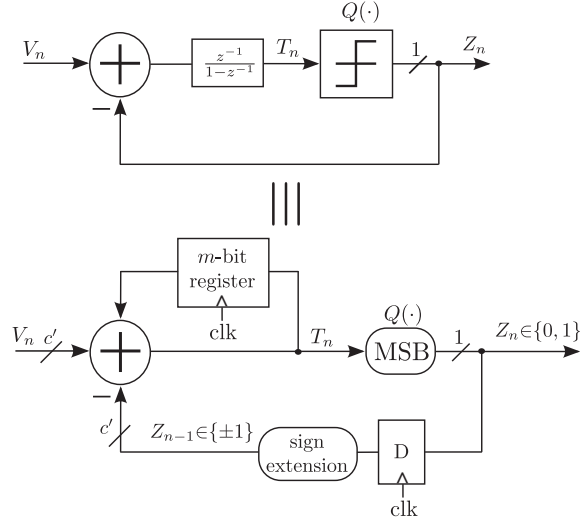 Q(·)
V_n
z^{-1}
1−z^{-1}
T_n
1
Z_n
−
m-bit
register
clk
Q(·)
V_n c′
T_n
MSB
1
Z_n∈{0, 1}
−
c′
Z_{n−1}∈{±1}
sign
extension
D
clk